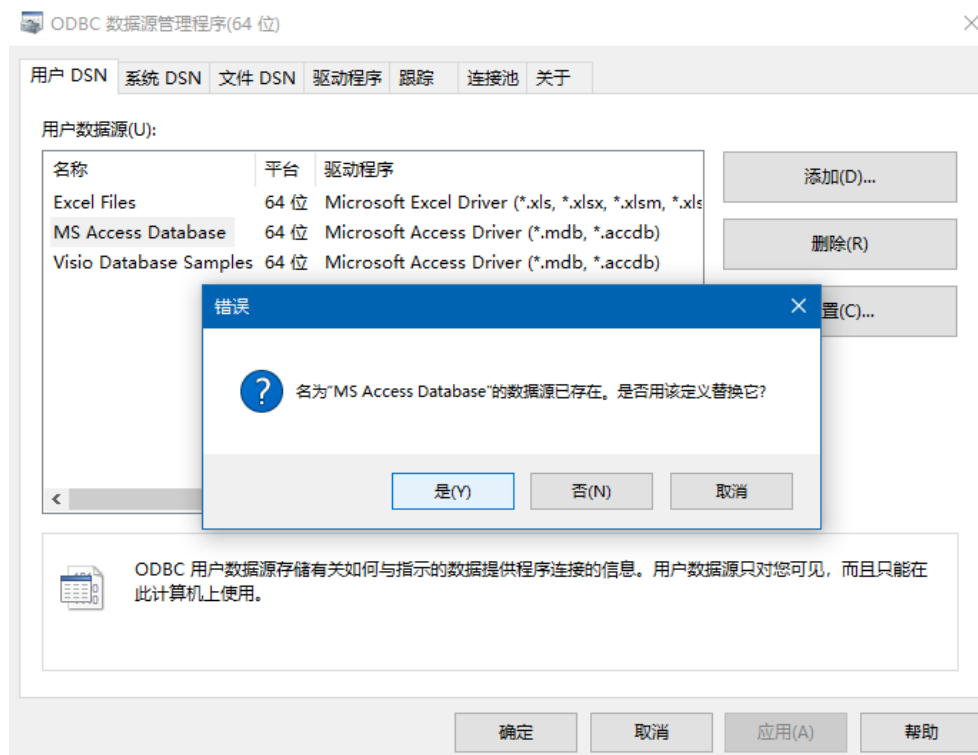 ODBC 数据源管理程序(64 位)
用户 DSN 系统 DSN 文件 DSN 驱动程序 跟踪 连接池 关于
用户数据源(U):
名称 平台 驱动程序
Excel Files 64 位 Microsoft Excel Driver (*.xls, *.xlsx, *.xlsm, *.xls
MS Access Database 64 位 Microsoft Access Driver (*.mdb, *.accdb)
Visio Database Samples 64 位 Microsoft Access Driver (*.mdb, *.accdb)
添加(D)...
删除(R)
置(C)...
错误
名为"MS Access Database"的数据源已存在。是否用该定义替换它?
是(Y) 否(N) 取消
ODBC 用户数据源存储有关如何与指示的数据提供程序连接的信息。用户数据源只对您可见，而且只能在
此计算机上使用。
确定 取消 应用(A) 帮助